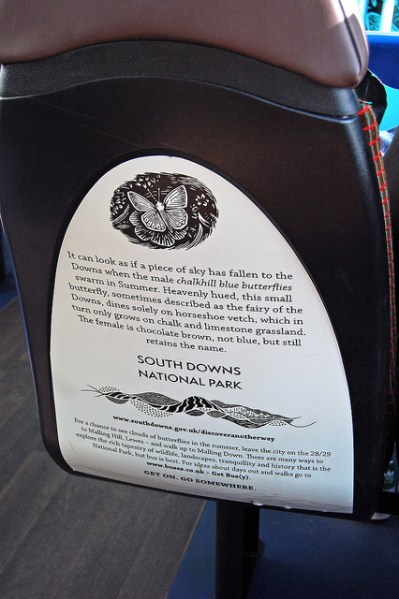 It can look as if a piece of sky has fallen to the
Downs when the male chalkhill blue butterflies
swarm in Summer. Heavenly hued, this small
butterfly, sometimes described as the fairy of the
Downs, dines solely on horseshoe vetch, which in
turn only grows on chalk and limestone grassland.
The female is chocolate brown, not blue, but still
retains the name.
SOUTH DOWNS
NATIONAL PARK
www.southdowns.gov.uk/discoveranotherway
For a chance to see clouds of butterflies in the summer, leave the city on the 28/29
to Malling Hill, Lewes – and walk up to Malling Down. There are many ways to
explore the rich tapestry of wildlife, landscapes, tranquillity and history that is the
National Park, but bus is best. For ideas about days out and walks go to
www.buses.co.uk > Get Bus(y).
GET ON. GO SOMEWHERE.